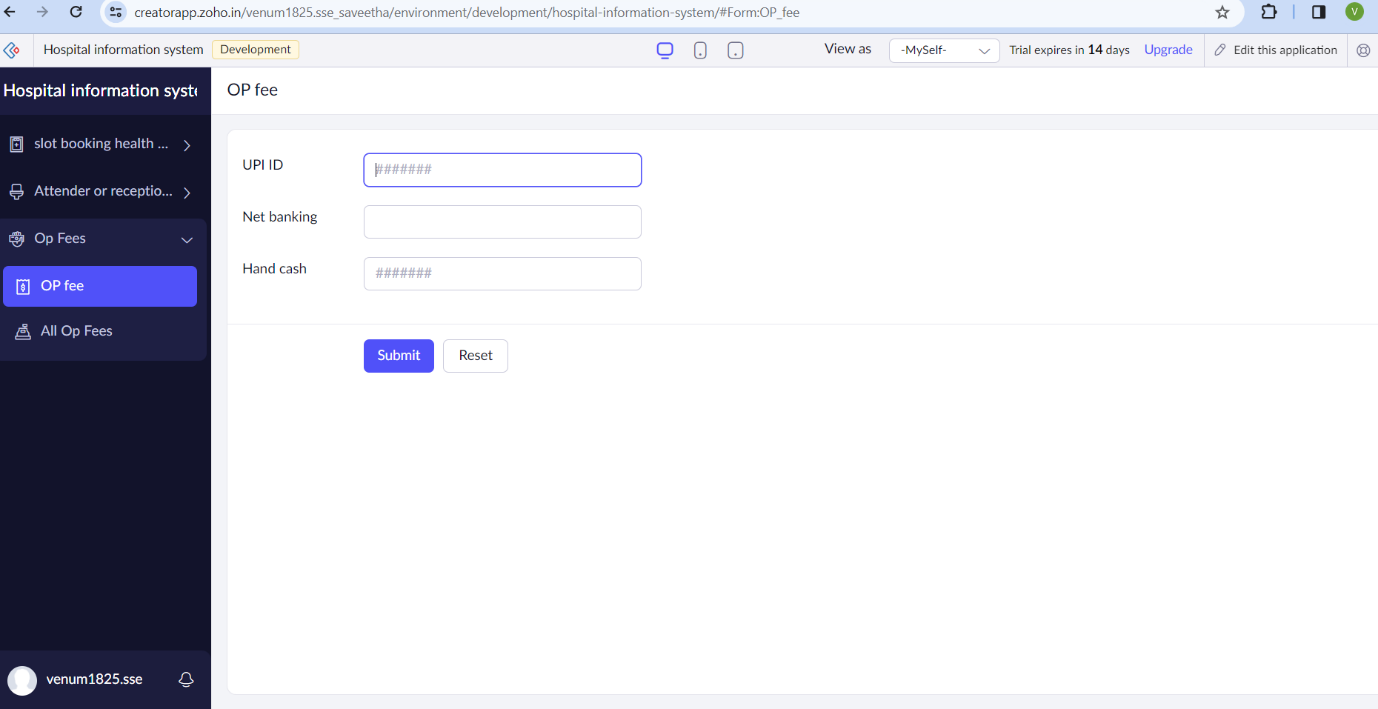 creatorapp.zoho.in/venum1825.sse_saveetha/environment/development/hospital-information-system/#Form:OP_fee
V
Hospital information system Development View as -MySelf- Trial expires in 14 days Upgrade Edit this application
Hospital information syste
OP fee
slot booking health ...
Attender or receptio...
Op Fees
OP fee
All Op Fees
UPI ID #######
Net banking
Hand cash #######
Submit Reset
venum1825.sse